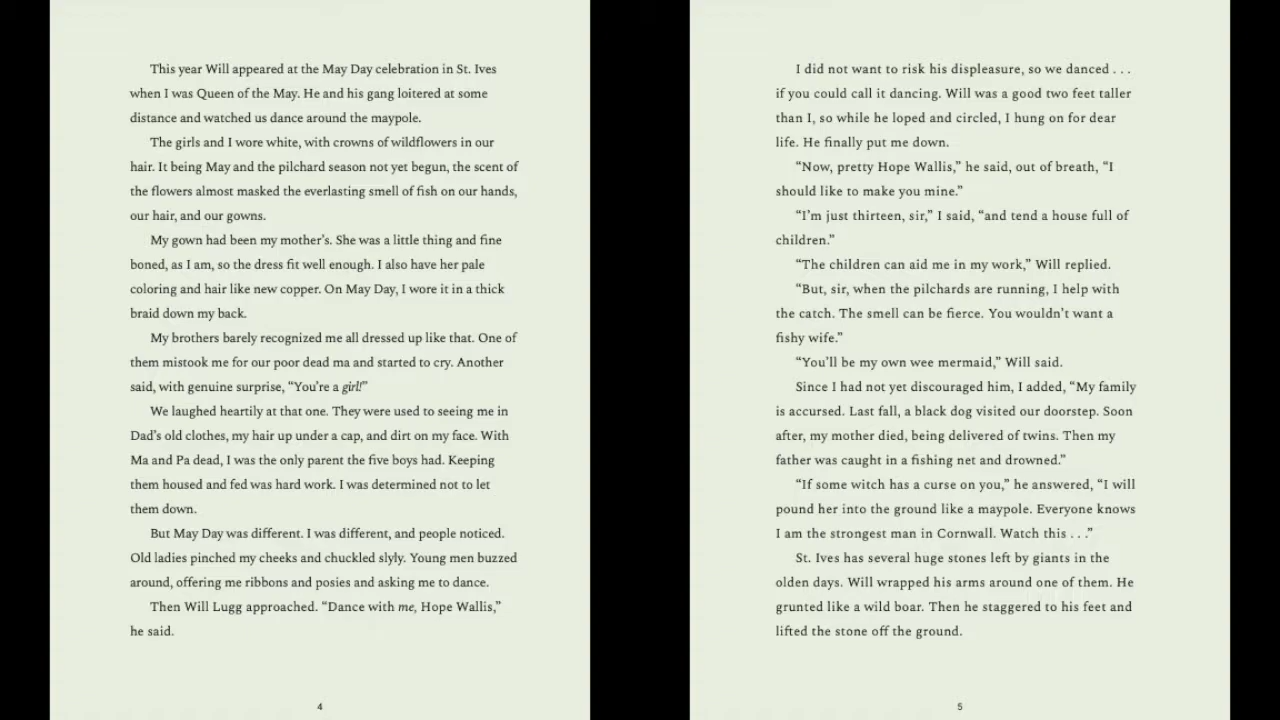 This year Will appeared at the May Day celebration in St. Ives
when I was Queen of the May. He and his gang loitered at some
distance and watched us dance around the maypole.
The girls and I wore white, with crowns of wildflowers in our
hair. It being May and the pilchard season not yet begun, the scent of
the flowers almost masked the everlasting smell of fish on our hands,
our hair, and our gowns.
My gown had been my mother’s. She was a little thing and fine
boned, as I am, so the dress fit well enough. I also have her pale
coloring and hair like new copper. On May Day, I wore it in a thick
braid down my back.
My brothers barely recognized me all dressed up like that. One of
them mistook me for our poor dead ma and started to cry. Another
said, with genuine surprise, “You’re a girl!”
We laughed heartily at that one. They were used to seeing me in
Dad’s old clothes, my hair up under a cap, and dirt on my face. With
Ma and Pa dead, I was the only parent the five boys had. Keeping
them housed and fed was hard work. I was determined not to let
them down.
But May Day was different. I was different, and people noticed.
Old ladies pinched my cheeks and chuckled slyly. Young men buzzed
around, offering me ribbons and posies and asking me to dance.
Then Will Lugg approached. “Dance with me, Hope Wallis,”
he said.
4
I did not want to risk his displeasure, so we danced . . .
if you could call it dancing. Will was a good two feet taller
than I, so while he loped and circled, I hung on for dear
life. He finally put me down.
“Now, pretty Hope Wallis,” he said, out of breath, “I
should like to make you mine.”
“I’m just thirteen, sir,” I said, “and tend a house full of
children.”
“The children can aid me in my work,” Will replied.
“But, sir, when the pilchards are running, I help with
the catch. The smell can be fierce. You wouldn’t want a
fishy wife.”
“You’ll be my own wee mermaid,” Will said.
Since I had not yet discouraged him, I added, “My family
is accursed. Last fall, a black dog visited our doorstep. Soon
after, my mother died, being delivered of twins. Then my
father was caught in a fishing net and drowned.”
“If some witch has a curse on you,” he answered, “I will
pound her into the ground like a maypole. Everyone knows
I am the strongest man in Cornwall. Watch this . . .”
St. Ives has several huge stones left by giants in the
olden days. Will wrapped his arms around one of them. He
grunted like a wild boar. Then he staggered to his feet and
lifted the stone off the ground.
5